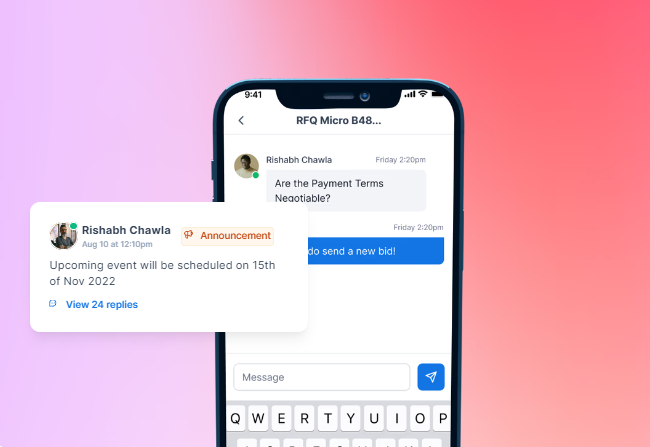 9:41
RFQ Micro B48...
Rishabh Chawla
Friday 2:20pm
Are the Payment Terms
Negotiable?
Friday 2:20pm
do send a new bid!
Rishabh Chawla
Announcement
Aug 10 at 12:10pm
Upcoming event will be scheduled on 15th
of Nov 2022
View 24 replies
Message
Q W E R T Y U I O P